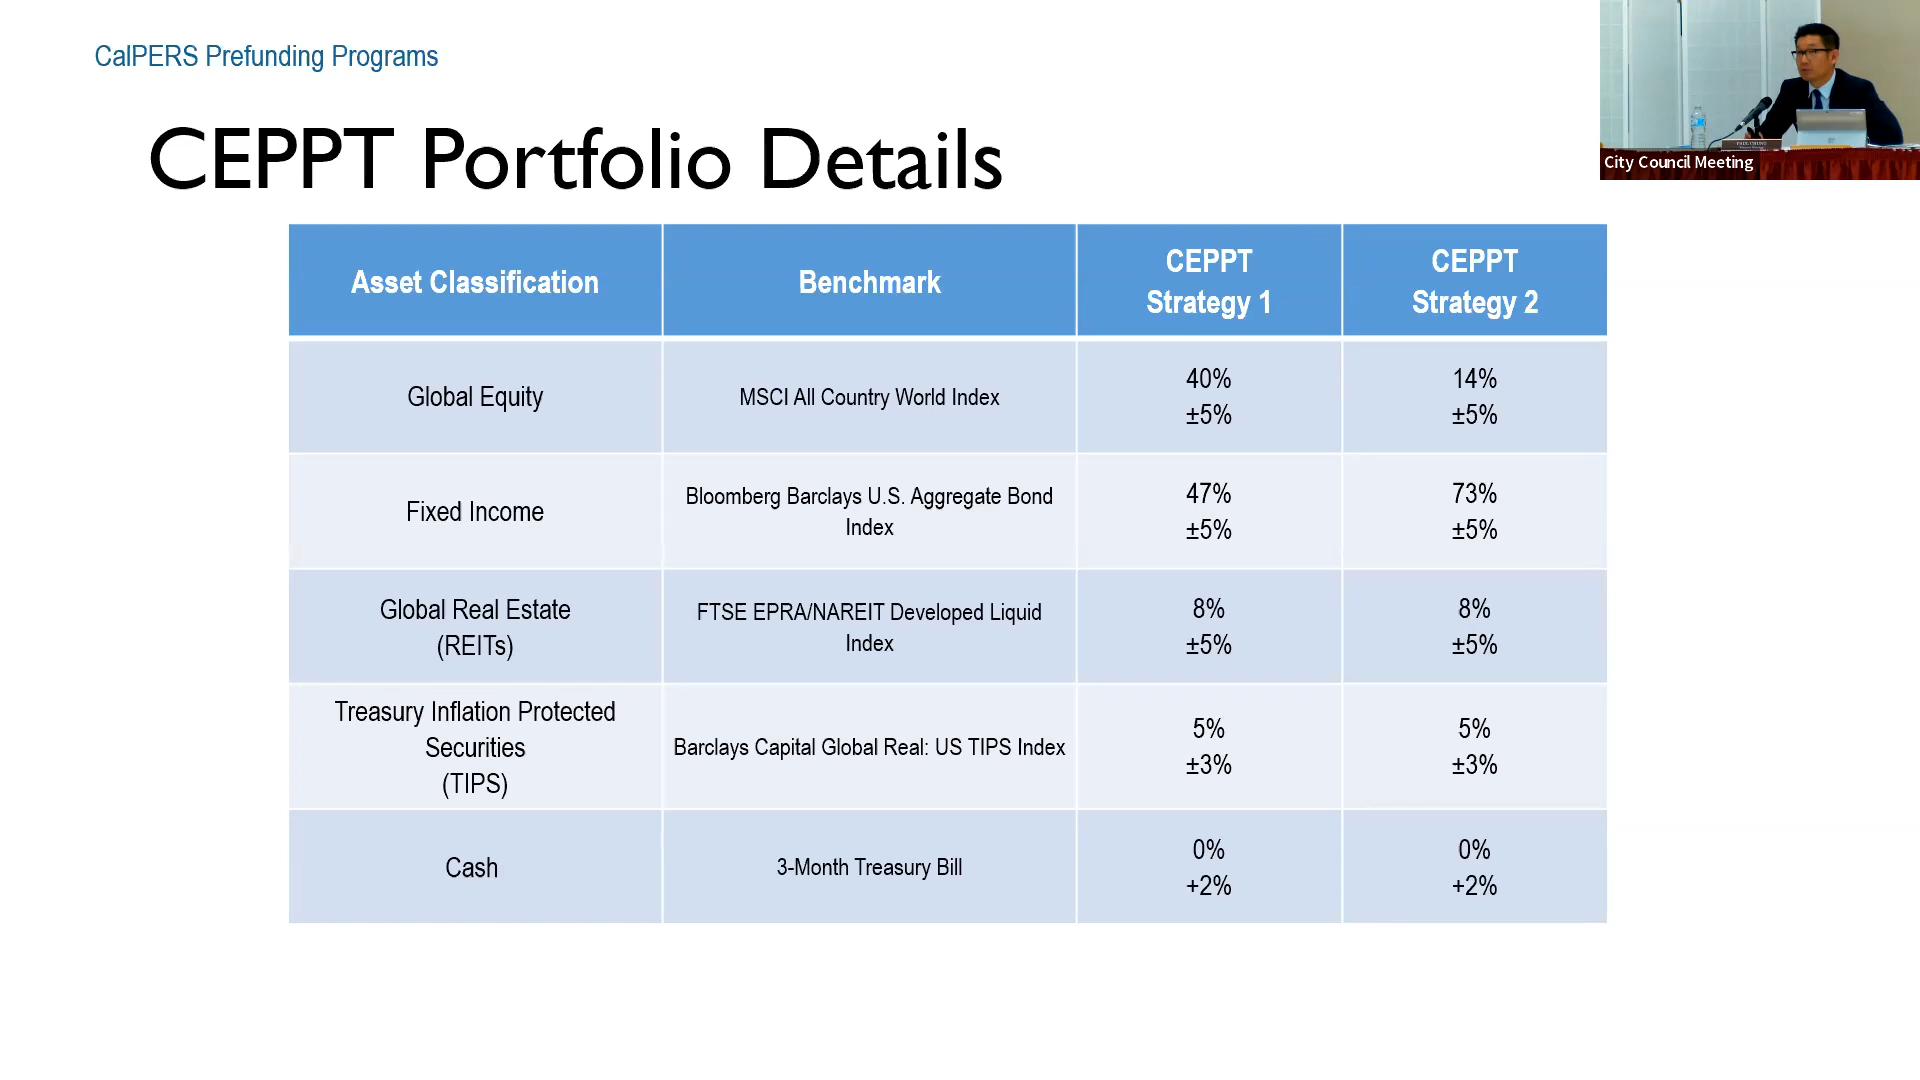 CalPERS Prefunding Programs
CEPPT Portfolio Details
City Council Meeting
Asset Classification
Benchmark
CEPPT
Strategy 1
CEPPT
Strategy 2
Global Equity
MSCI All Country World Index
40%
±5%
14%
±5%
Fixed Income
Bloomberg Barclays U.S. Aggregate Bond
Index
47%
±5%
73%
±5%
Global Real Estate
(REITs)
FTSE EPRA/NAREIT Developed Liquid
Index
8%
±5%
8%
±5%
Treasury Inflation Protected
Securities
(TIPS)
Barclays Capital Global Real: US TIPS Index
5%
±3%
5%
±3%
Cash
3-Month Treasury Bill
0%
+2%
0%
+2%